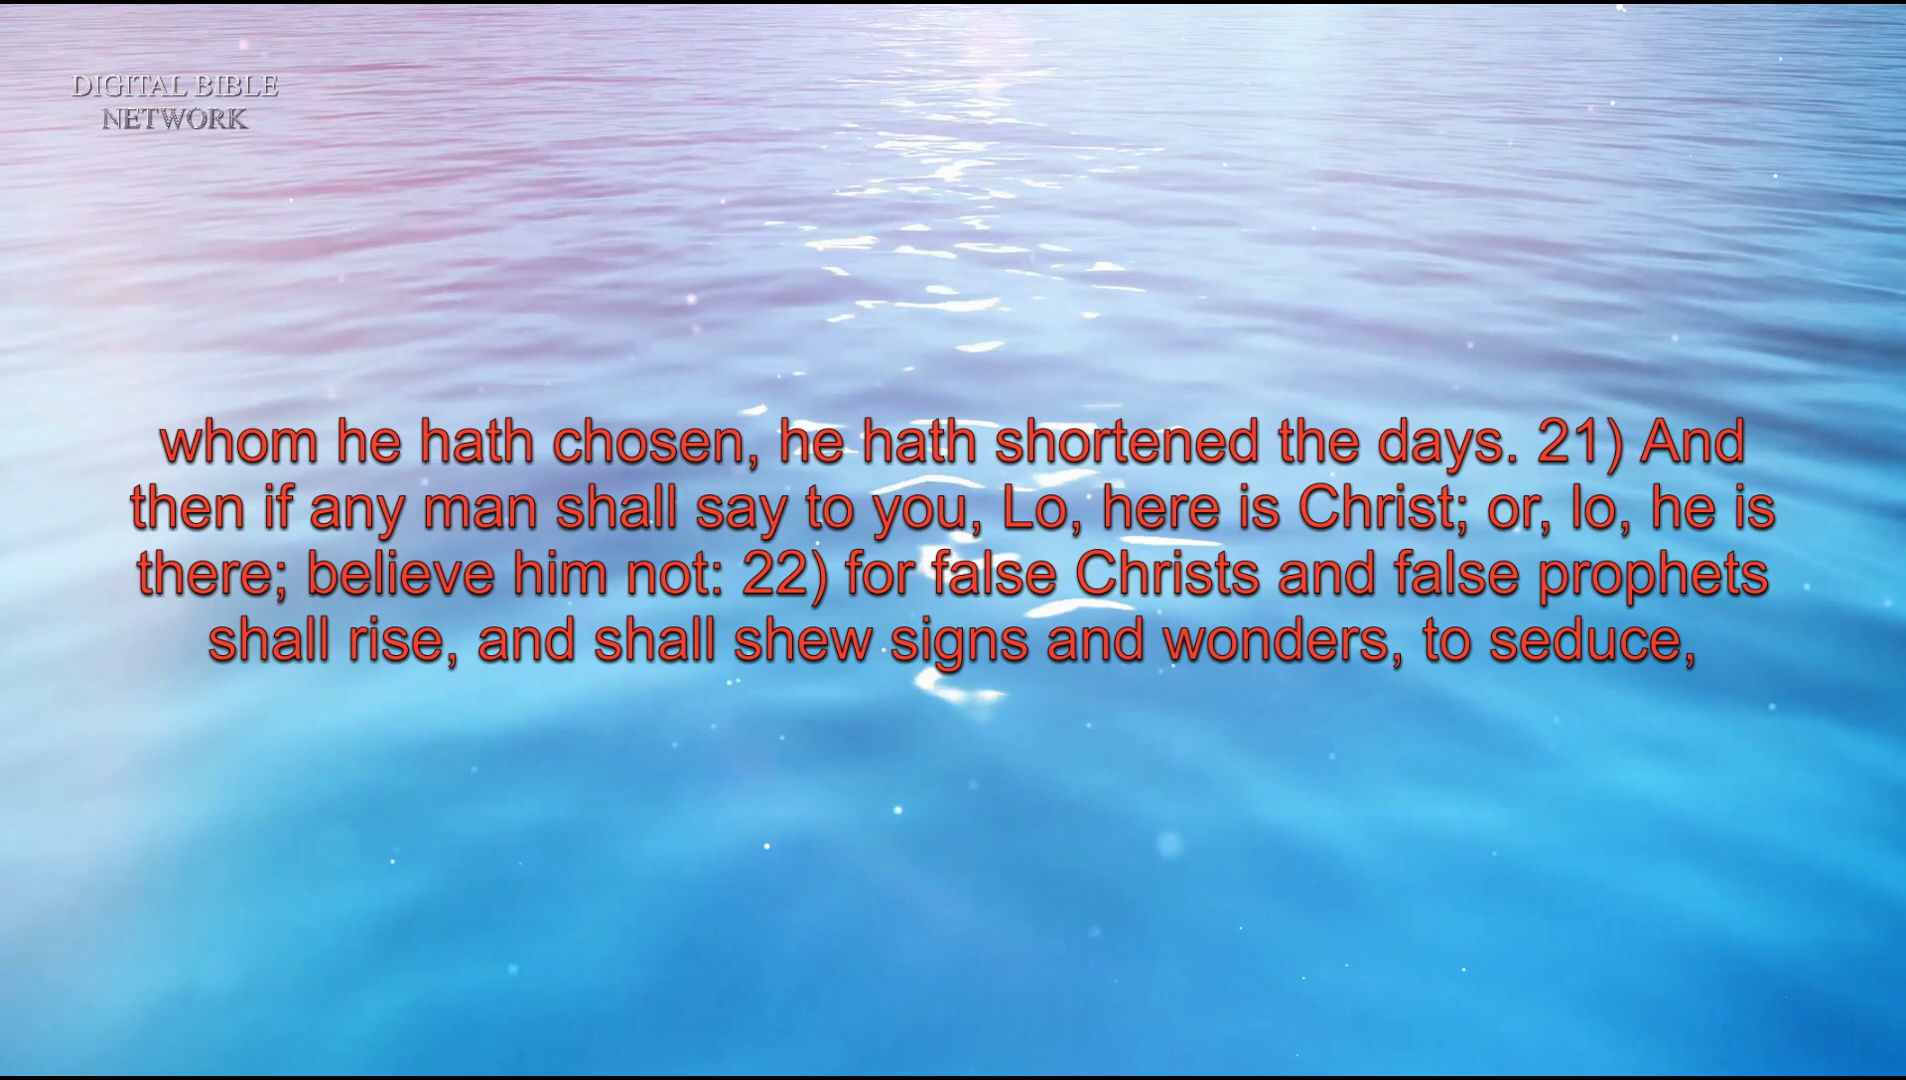 DIGITAL BIBLE
NETWORK
whom he hath chosen, he hath shortened the days. 21) And
then if any man shall say to you, Lo, here is Christ; or, lo, he is
there; believe him not: 22) for false Christs and false prophets
shall rise, and shall shew signs and wonders, to seduce,